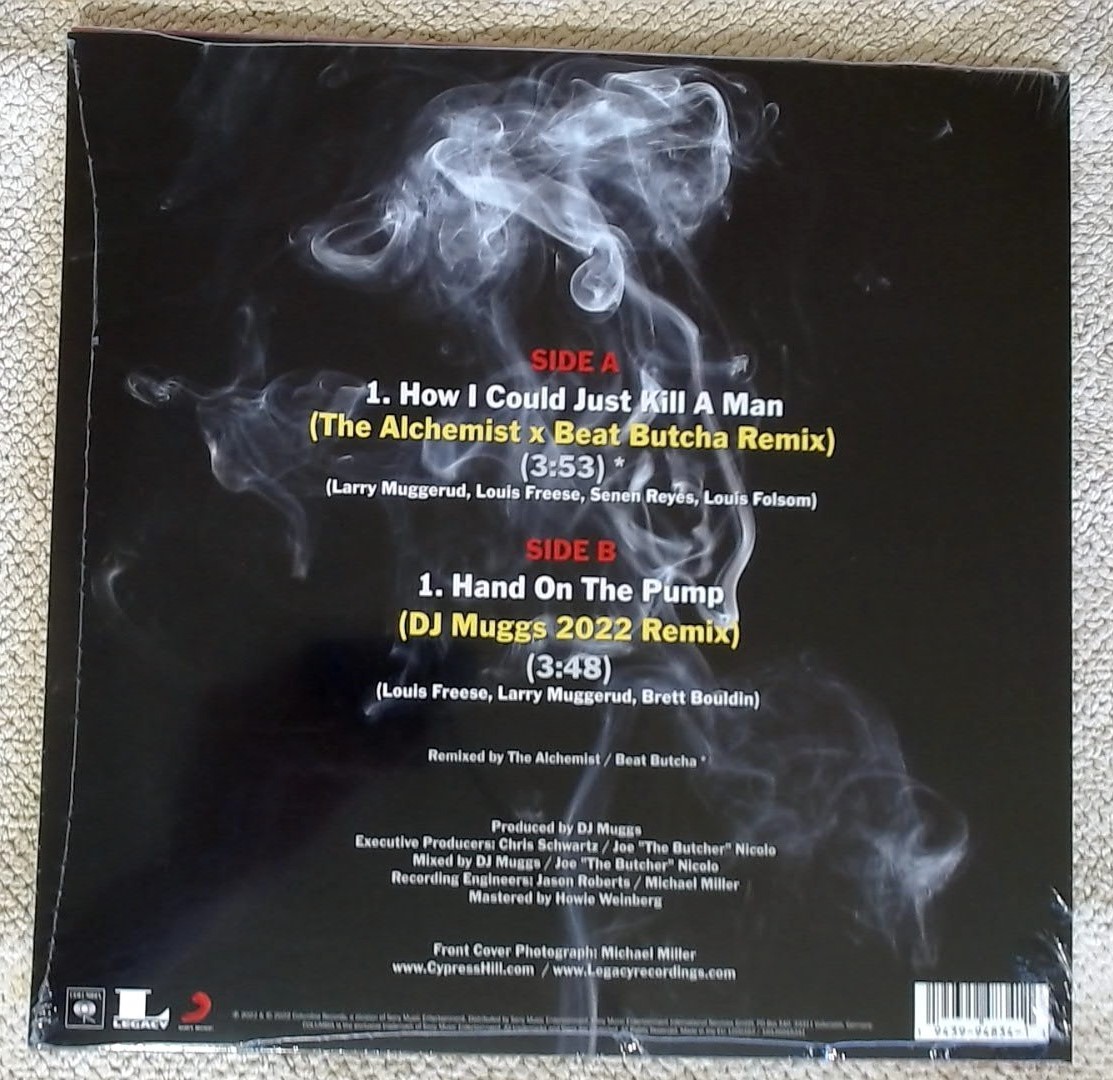 SIDE A
1. How I Could Just Kill A Man
(The Alchemist x Beat Butcha Remix)
(3:53) *
(Larry Muggerud, Louis Freese, Senen Reyes, Louis Folsom)
SIDE B
1. Hand On The Pump
(DJ Muggs 2022 Remix)
(3:48)
(Louis Freese, Larry Muggerud, Brett Bouldin)
Remixed by The Alchemist / Beat Butcha *
Produced by DJ Muggs
Executive Producers: Chris Schwartz / Joe "The Butcher" Nicolo
Mixed by DJ Muggs / Joe "The Butcher" Nicolo
Recording Engineers: Jason Roberts / Michael Miller
Mastered by Howie Weinberg
Front Cover Photograph: Michael Miller
www.CypressHill.com / www.Legacyrecordings.com
COLUMBIA
LEGACY
SONY MUSIC